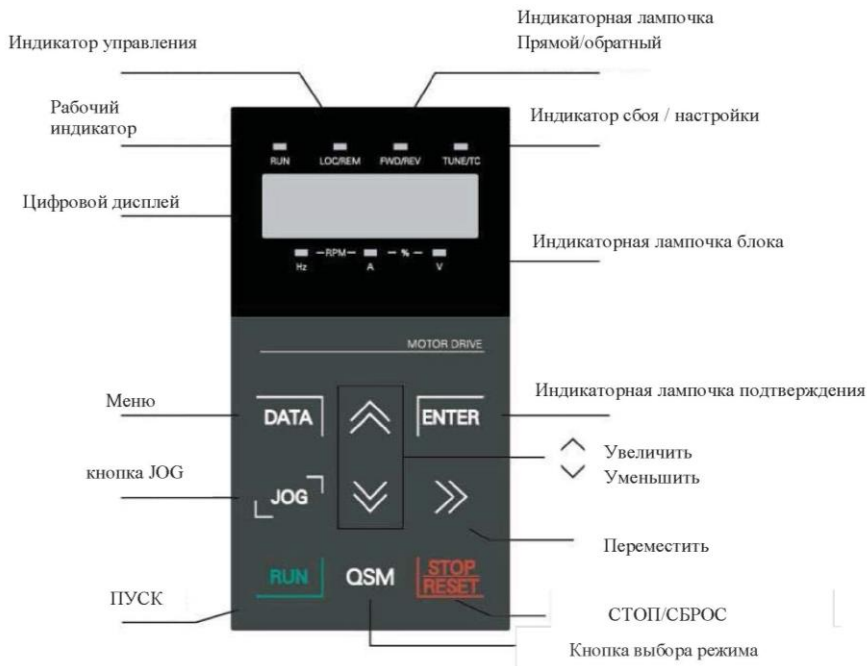 Индикаторная лампочка
Прямой/обратный
Индикатор управления
Рабочий
индикатор
Индикатор сбоя / настройки
RUN LOC/REM FWD/REV TUNE/TC
Цифровой дисплей
Индикаторная лампочка блока
Hz —RPM— A — % — V
MOTOR DRIVE
Меню
DATA
ENTER
Индикаторная лампочка подтверждения
Увеличить
Уменьшить
кнопка JOG
JOG
Переместить
RUN QSM STOP
RESET
ПУСК
СТОП/СБРОС
Кнопка выбора режима